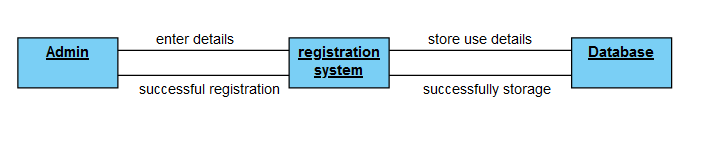 enter details
store use details
Admin
registration
system
Database
successful registration
successfully storage